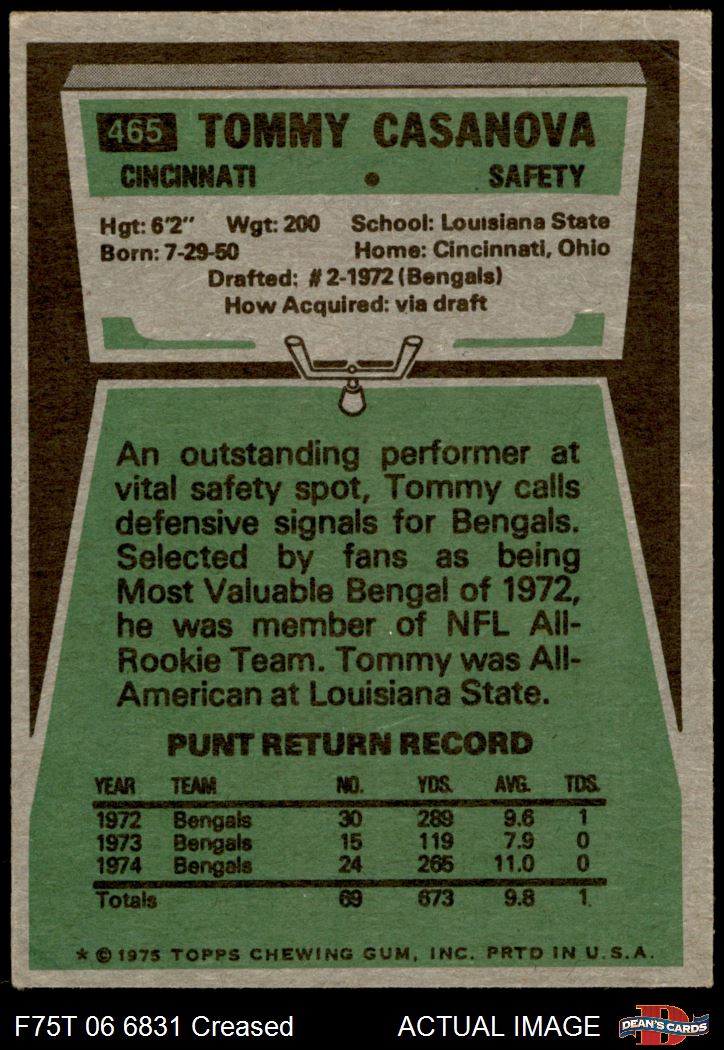 465 TOMMY CASANOVA
CINCINNATI • SAFETY
Hgt: 6'2" Wgt: 200 School: Louisiana State
Born: 7-29-50 Home: Cincinnati, Ohio
Drafted: #2-1972 (Bengals)
How Acquired: via draft
An outstanding performer at
vital safety spot, Tommy calls
defensive signals for Bengals.
Selected by fans as being
Most Valuable Bengal of 1972,
he was member of NFL All-
Rookie Team. Tommy was All-
American at Louisiana State.
PUNT RETURN RECORD
YEAR TEAM NO. YDS. AVG. TDS.
1972 Bengals 30 289 9.6 1
1973 Bengals 15 119 7.9 0
1974 Bengals 24 265 11.0 0
Totals 69 673 9.8 1
* © 1975 TOPPS CHEWING GUM, INC. PRTD IN U.S.A.
F75T 06 6831 Creased ACTUAL IMAGE
D
DEAN'S CARDS